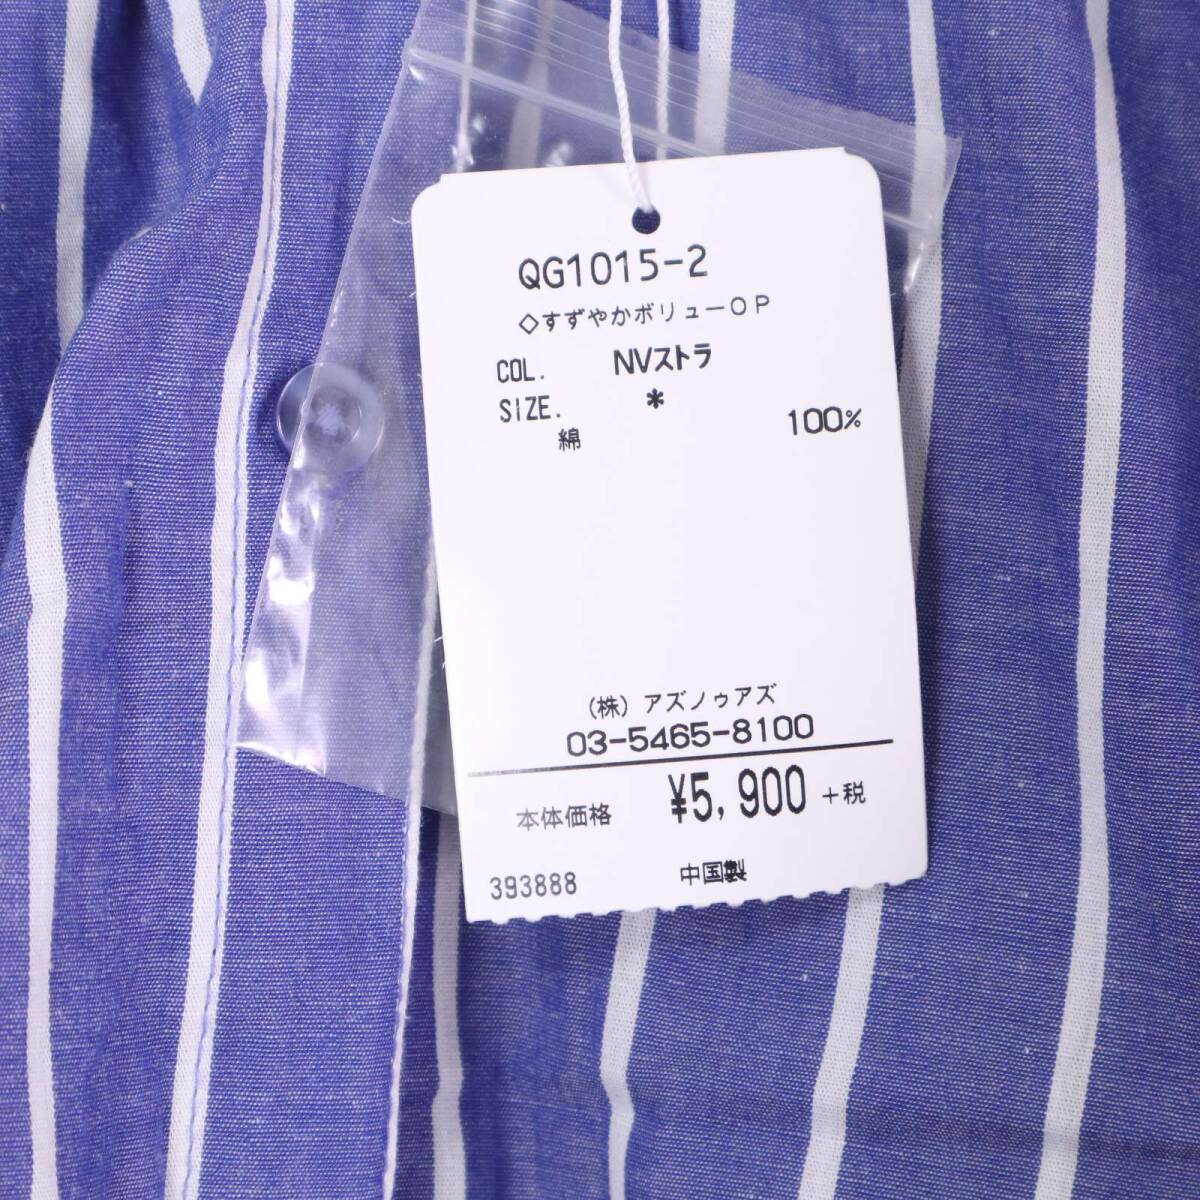 QG1015-2
◇すずやかボリューＯＰ
COL. NVストラ
SIZE. *
綿 100%
(株) アズノゥアズ
03-5465-8100
本体価格 ¥5,900 +税
393888 中国製